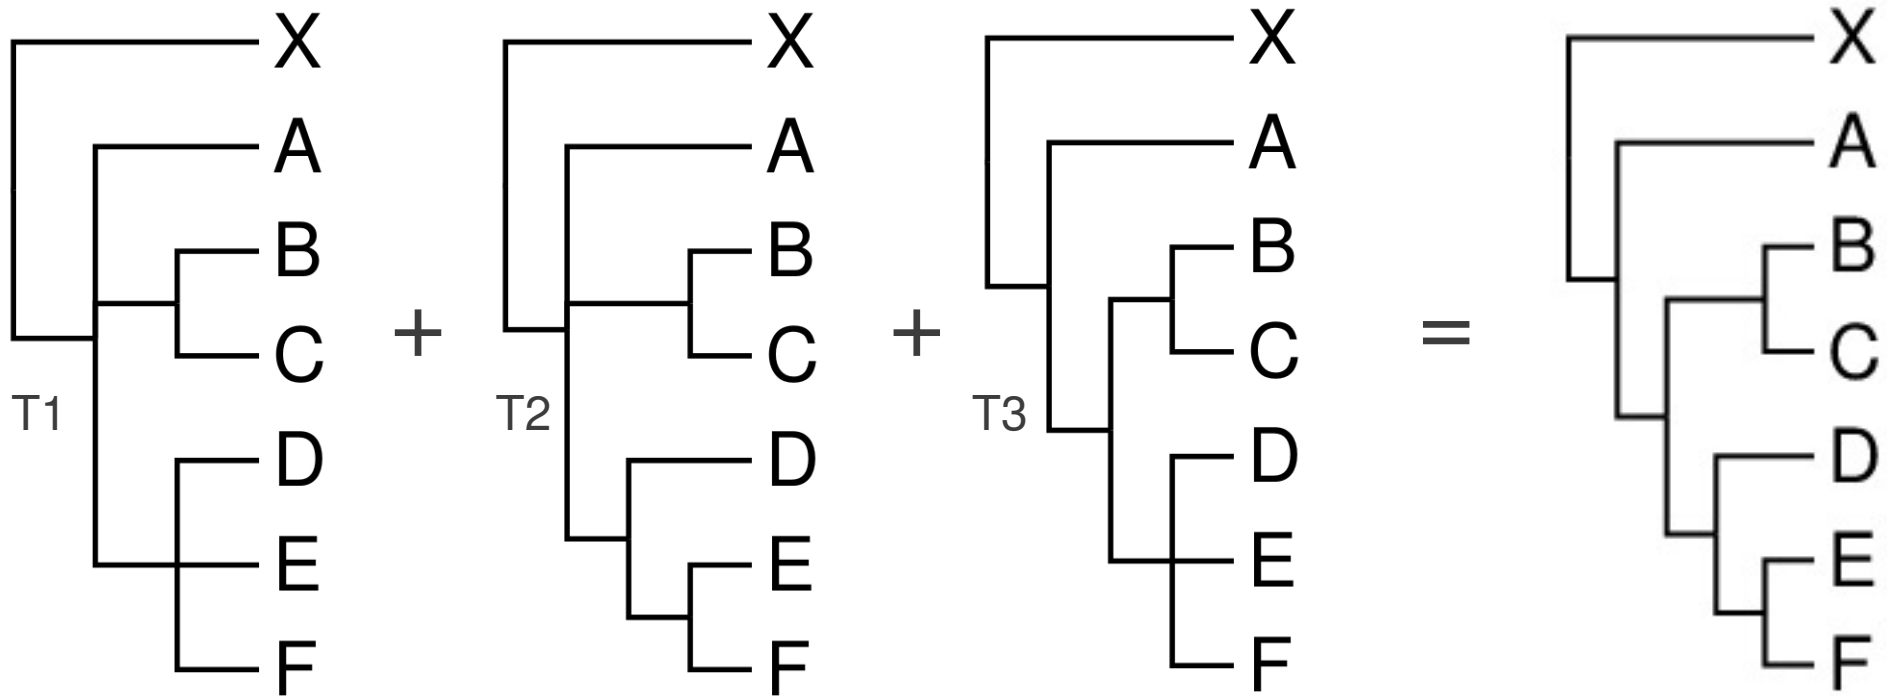 X + X + X = X
A A A A
B B B B
C C C C
T1 T2 T3
D D D D
E E E E
F F F F